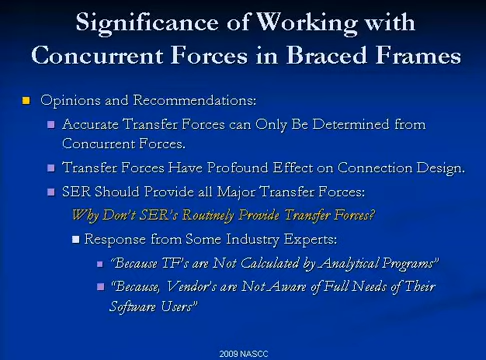 Significance of Working with
Concurrent Forces in Braced Frames
Opinions and Recommendations:
Accurate Transfer Forces can Only be Determined from
Concurrent Forces.
Transfer Forces Have Profound Effect on Connection Design.
SER Should Provide all Major Transfer Forces:
Why Don't SER's Routinely Provide Transfer Forces?
Response from Some Industry Experts:
"Because TF's are Not Calculated by Analytical Programs"
"Because, Vendor's are Not Aware of Full Needs of Their
Software Users"
2009 NASCC